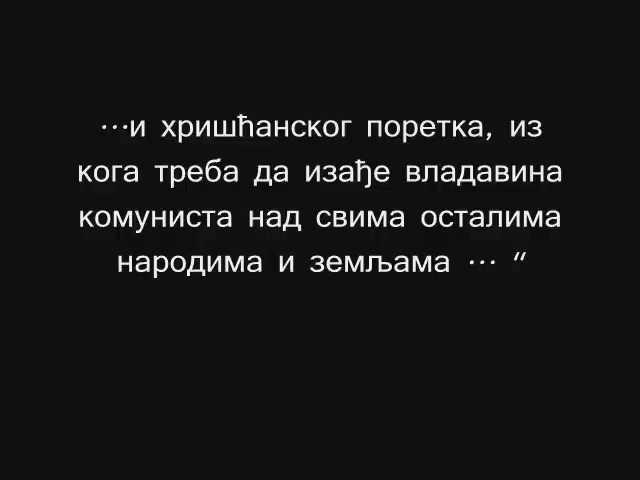 …и хришћанског поретка, из
кога треба да изађе владавина
комуниста над свима осталима
народима и земљама … “